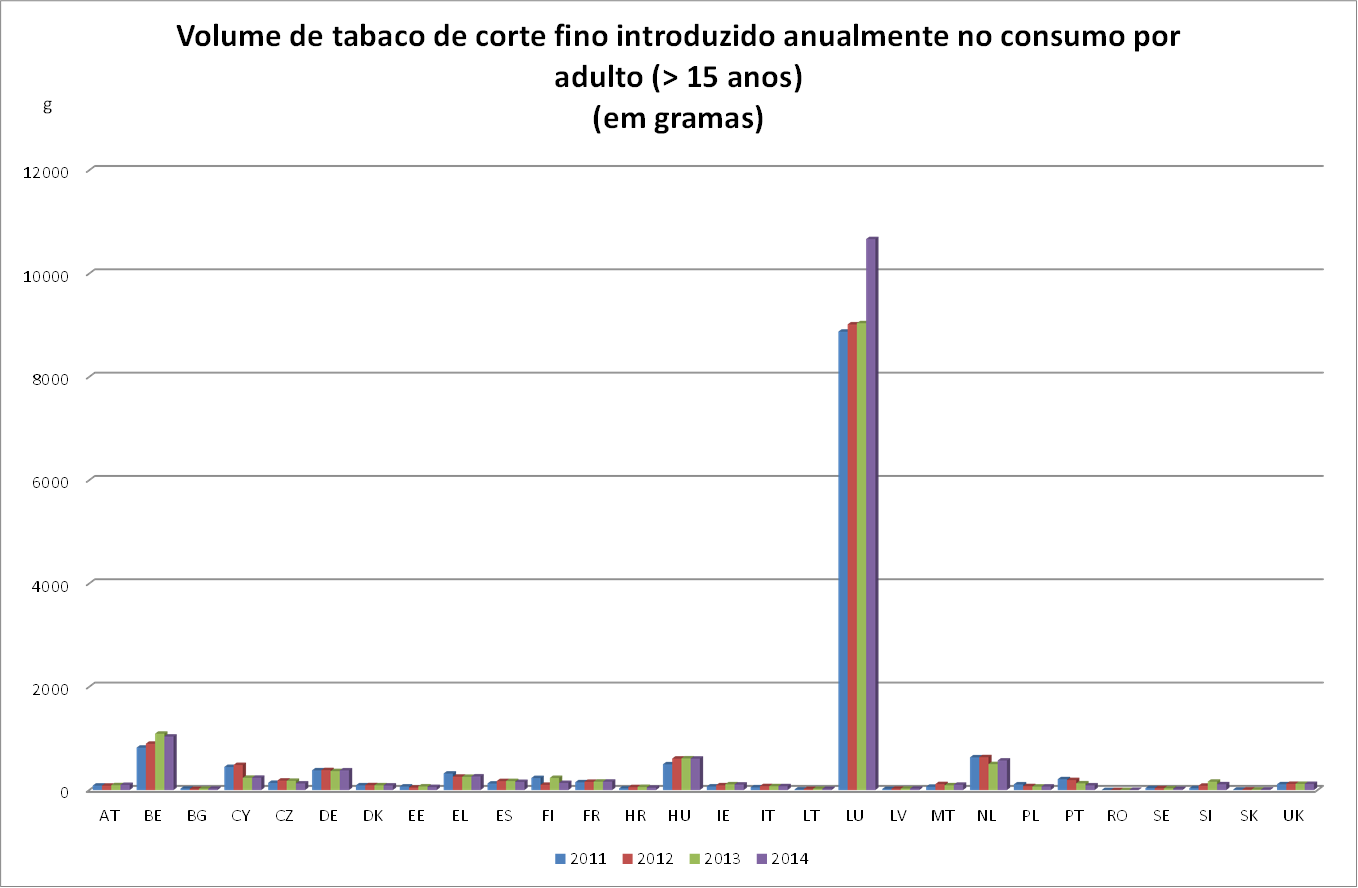 Volume de tabaco de corte fino introduzido anualmente no consumo por
adulto (> 15 anos)
(em gramas)
g
12000
10000
8000
6000
4000
2000
0
AT BE BG CY CZ DE DK EE EL ES FI FR HR HU IE IT LT LU LV MT NL PL PT RO SE SI SK UK
2011 2012 2013 2014